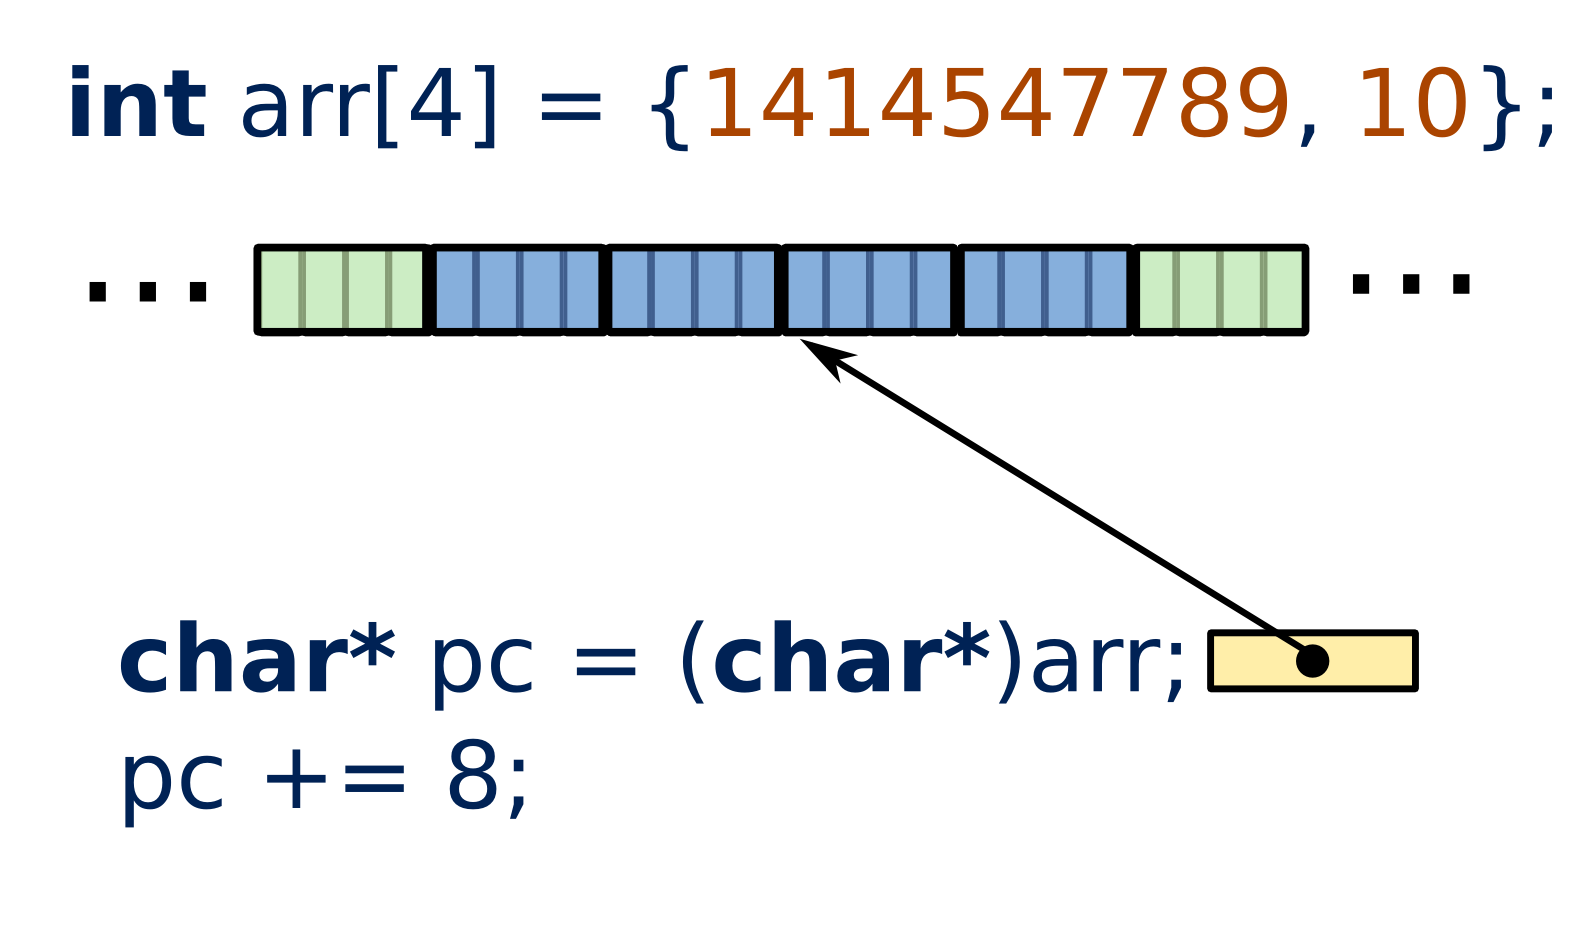 int arr[4] = {1414547789, 10};
... ...
char* pc = (char*)arr;
pc += 8;